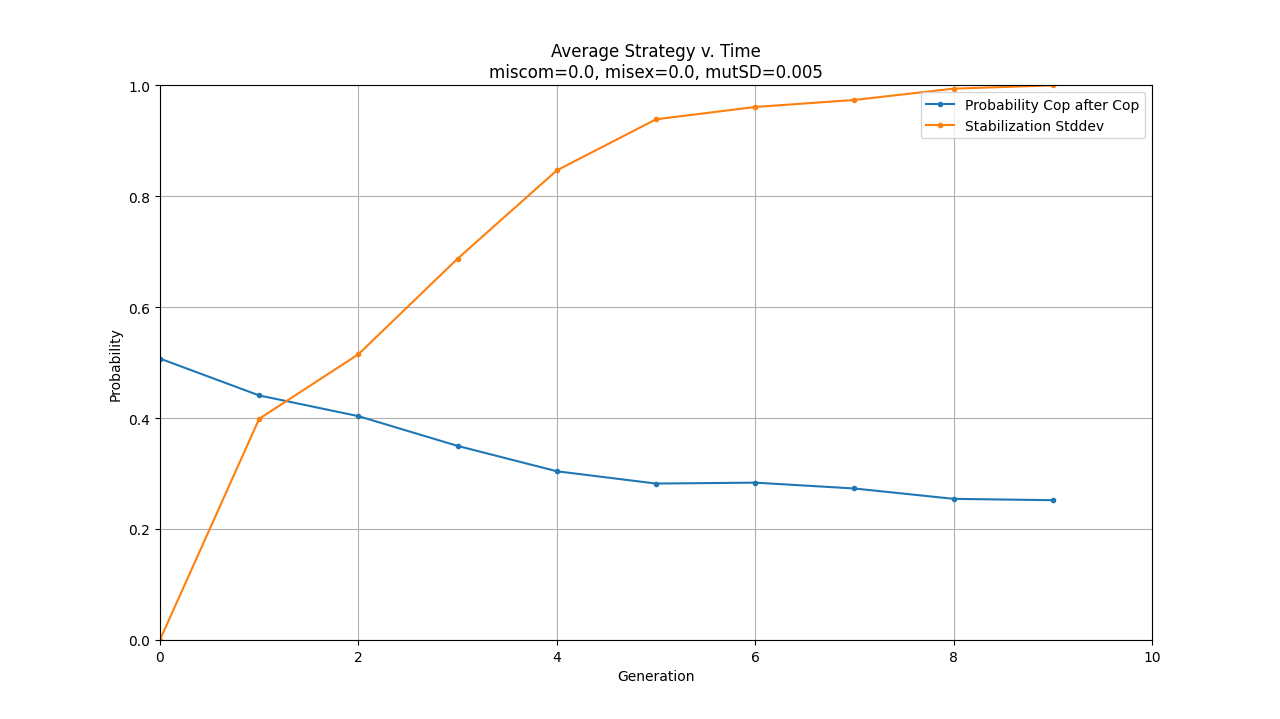 Average Strategy v. Time
miscom=0.0, misex=0.0, mutSD=0.005
Probability Cop after Cop
Stabilization Stddev
Probability
1.0
0.8
0.6
0.4
0.2
0.0
0 2 4 6 8 10
Generation